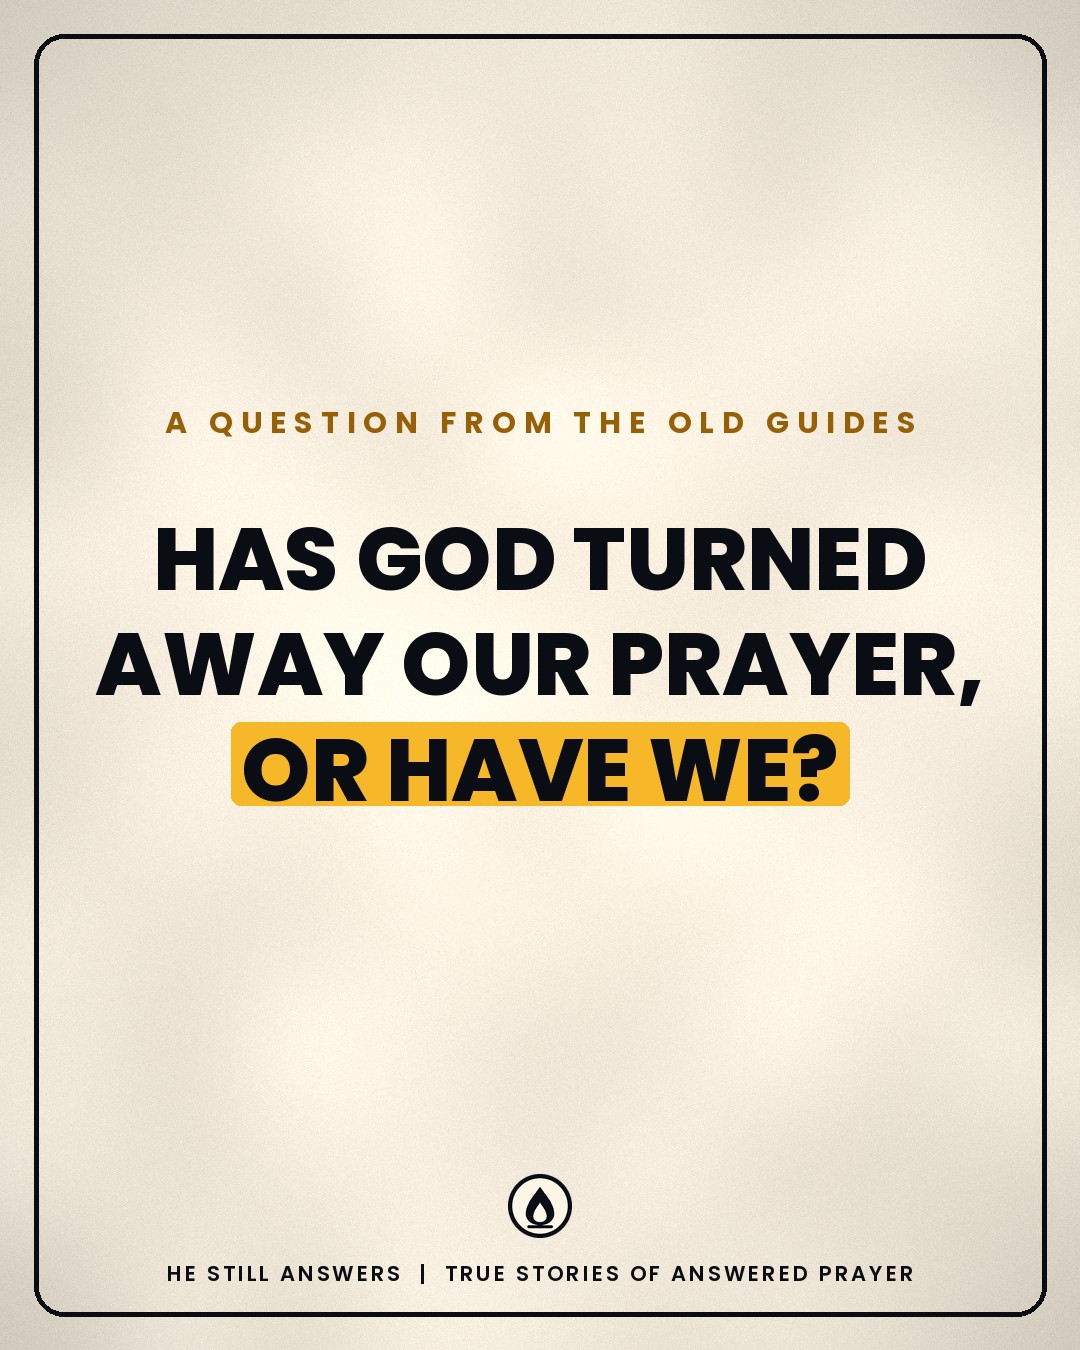 A QUESTION FROM THE OLD GUIDES
HAS GOD TURNED
AWAY OUR PRAYER,
OR HAVE WE?
HE STILL ANSWERS | TRUE STORIES OF ANSWERED PRAYER